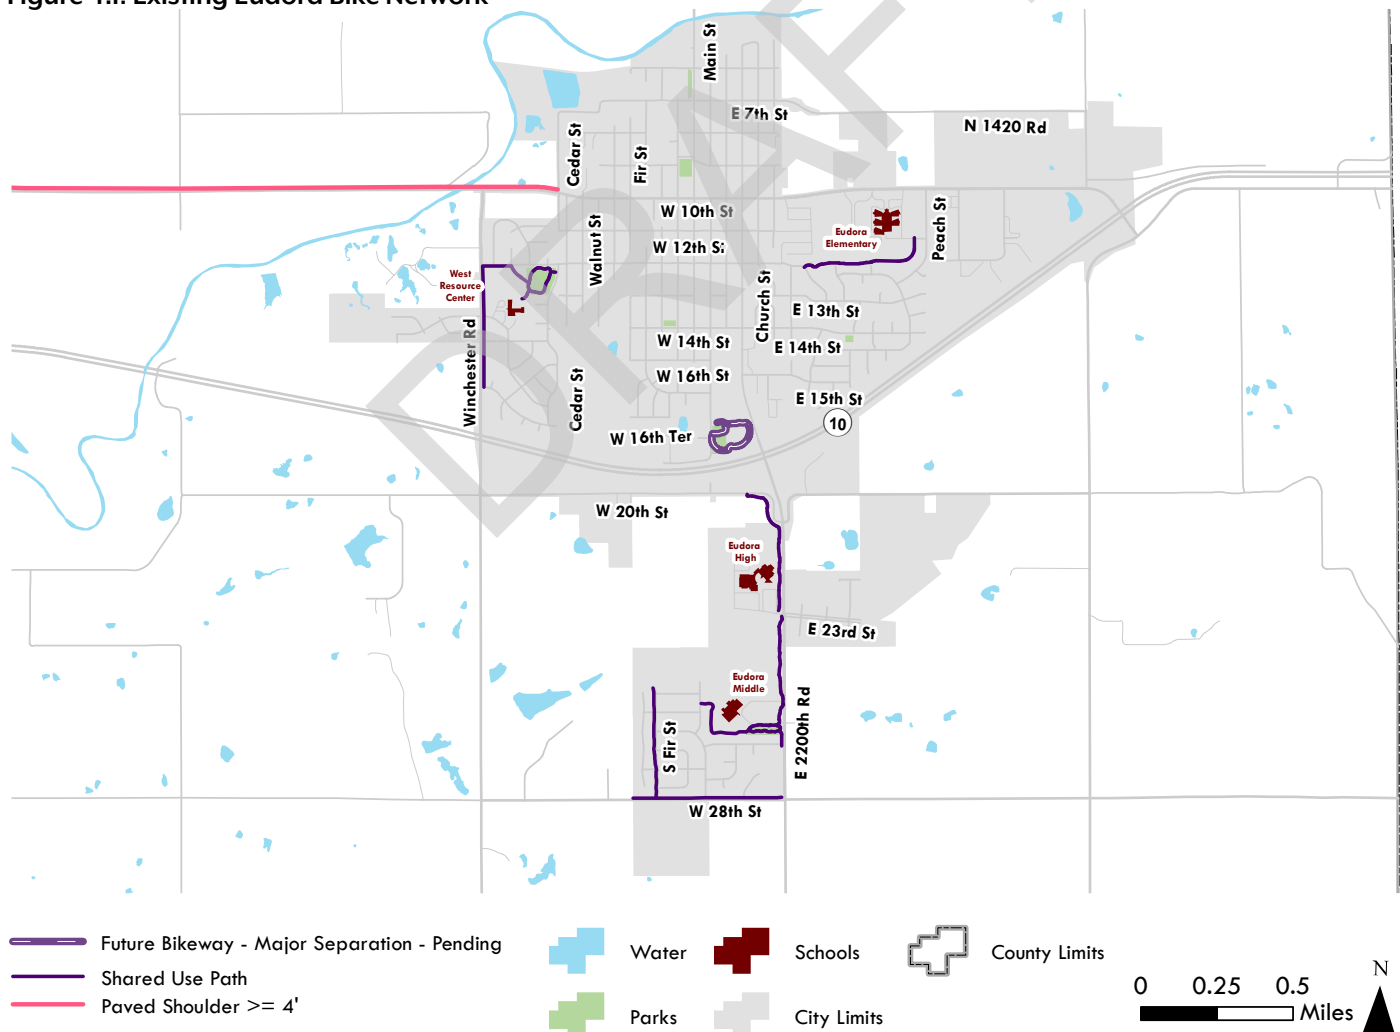 Figure 4.1: Existing Eudora Bike Network
DRAFT
Main St
E 7th St
N 1420 Rd
Cedar St
Fir St
W 10th St
Peach St
Eudora
Elementary
Walnut St
W 12th St
West
Resource
Center
Church St
E 13th St
Winchester Rd
W 14th St
E 14th St
W 16th St
Cedar St
E 15th St
10
W 16th Ter
W 20th St
Eudora
High
E 23rd St
Eudora
Middle
S Fir St
E 2200th Rd
W 28th St
Future Bikeway - Major Separation - Pending
Shared Use Path
Paved Shoulder >= 4'
Water
Parks
Schools
City Limits
County Limits
0 0.25 0.5
Miles
N